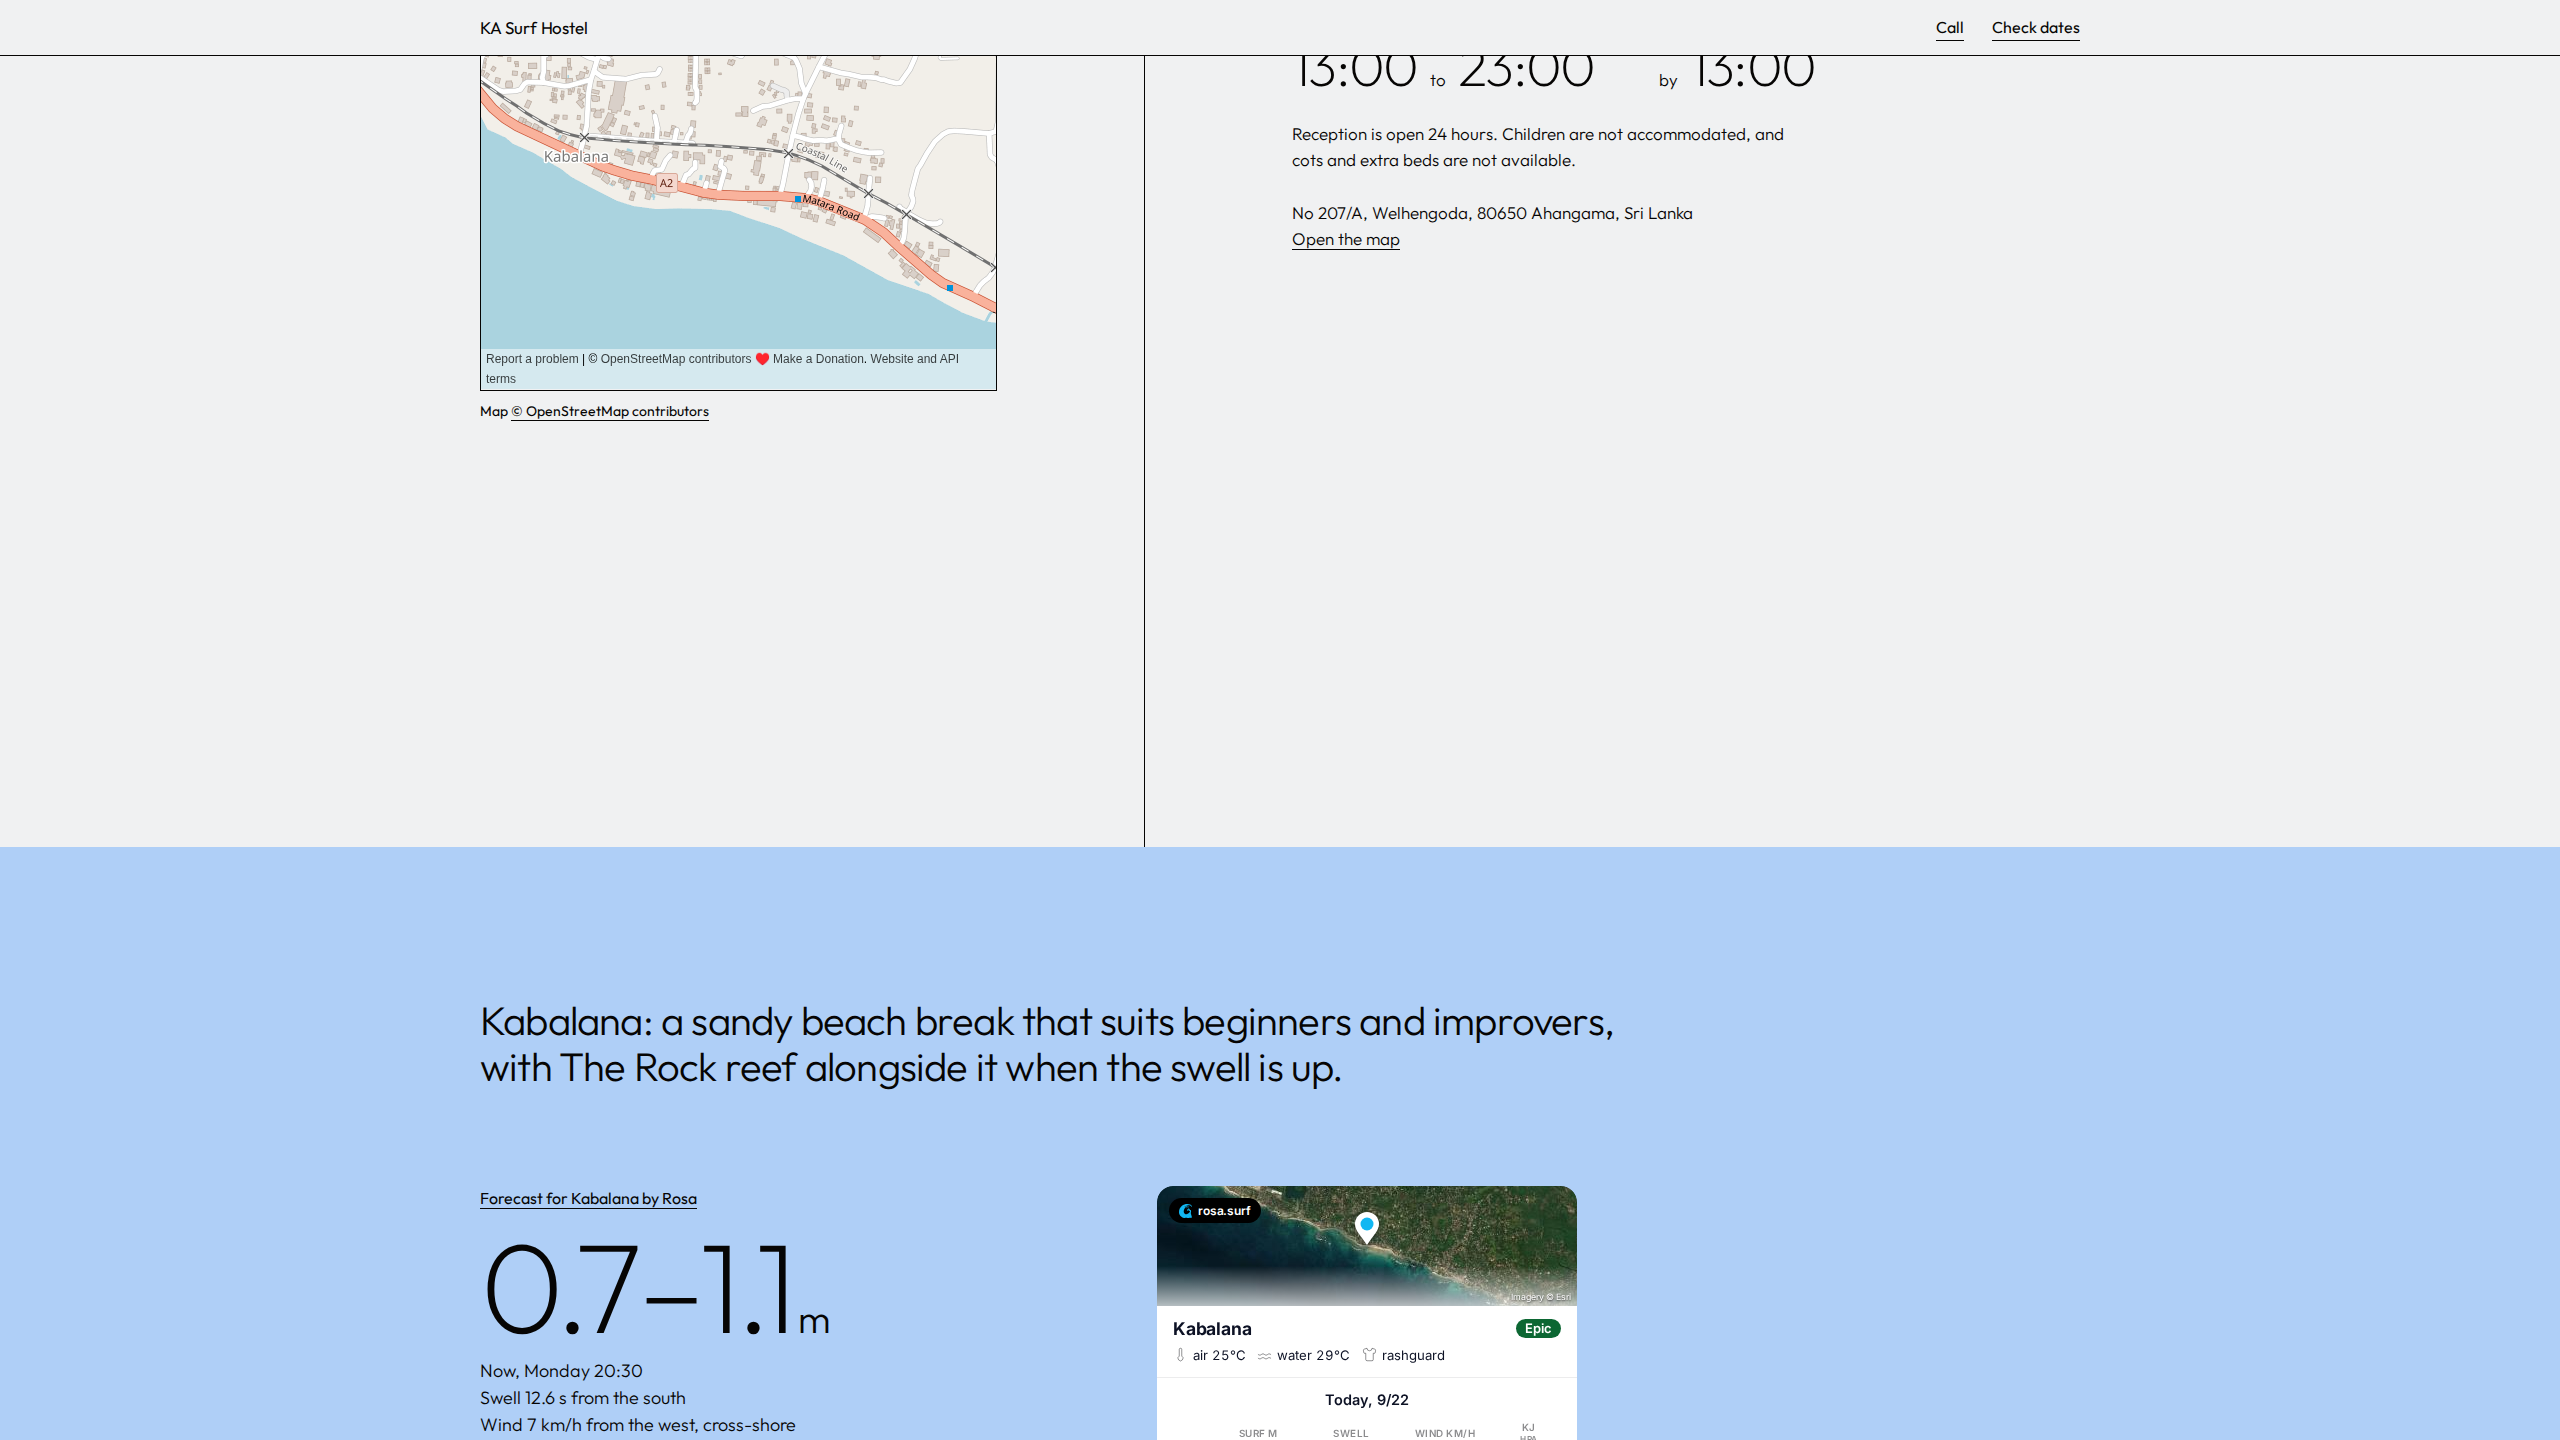 KA Surf Hostel
Call
Check dates
13:00 to 23:00 by 13:00
Reception is open 24 hours. Children are not accommodated, and
cots and extra beds are not available.
No 207/A, Welhengoda, 80650 Ahangama, Sri Lanka
Open the map
Kabalana
A2
Coastal Line
Matara Road
Report a problem | © OpenStreetMap contributors ♥ Make a Donation. Website and API
terms
Map © OpenStreetMap contributors
Kabalana: a sandy beach break that suits beginners and improvers,
with The Rock reef alongside it when the swell is up.
Forecast for Kabalana by Rosa
0.7–1.1 m
Now, Monday 20:30
Swell 12.6 s from the south
Wind 7 km/h from the west, cross-shore
rosa.surf
Imagery © Esri
Kabalana
Epic
air 25°C water 29°C rashguard
Today, 9/22
SURF M SWELL WIND KM/H KJ
HPA